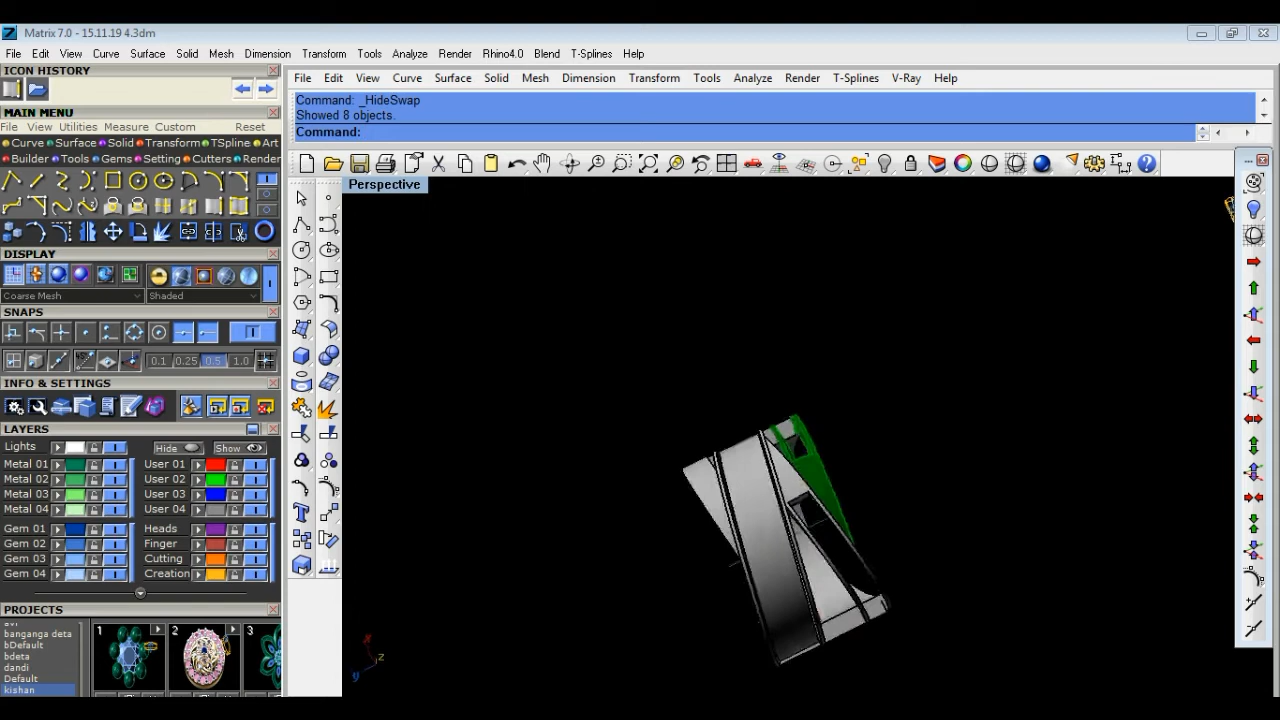 Matrix 7.0 - 15.11.19 4.3dm
File Edit View Curve Surface Solid Mesh Dimension Transform Tools Analyze Render Rhino4.0 Blend T-Splines Help
ICON HISTORY
MAIN MENU
File View Utilities Measure Custom Reset
Curve Surface Solid Transform TSpline Art
Builder Tools Gems Setting Cutters Render
File Edit View Curve Surface Solid Mesh Dimension Transform Tools Analyze Render T-Splines V-Ray Help
Command: _HideSwap
Showed 8 objects.
Command:
Perspective
DISPLAY
Coarse Mesh Shaded
SNAPS
0.1 0.25 0.5 1.0
INFO & SETTINGS
LAYERS
Lights Hide Show
Metal 01 User 01
Metal 02 User 02
Metal 03 User 03
Metal 04 User 04
Gem 01 Heads
Gem 02 Finger
Gem 03 Cutting
Gem 04 Creation
PROJECTS
banganga deta
bDefault
bdeta
dandi
Default
kishan
1 2 3
x z
y